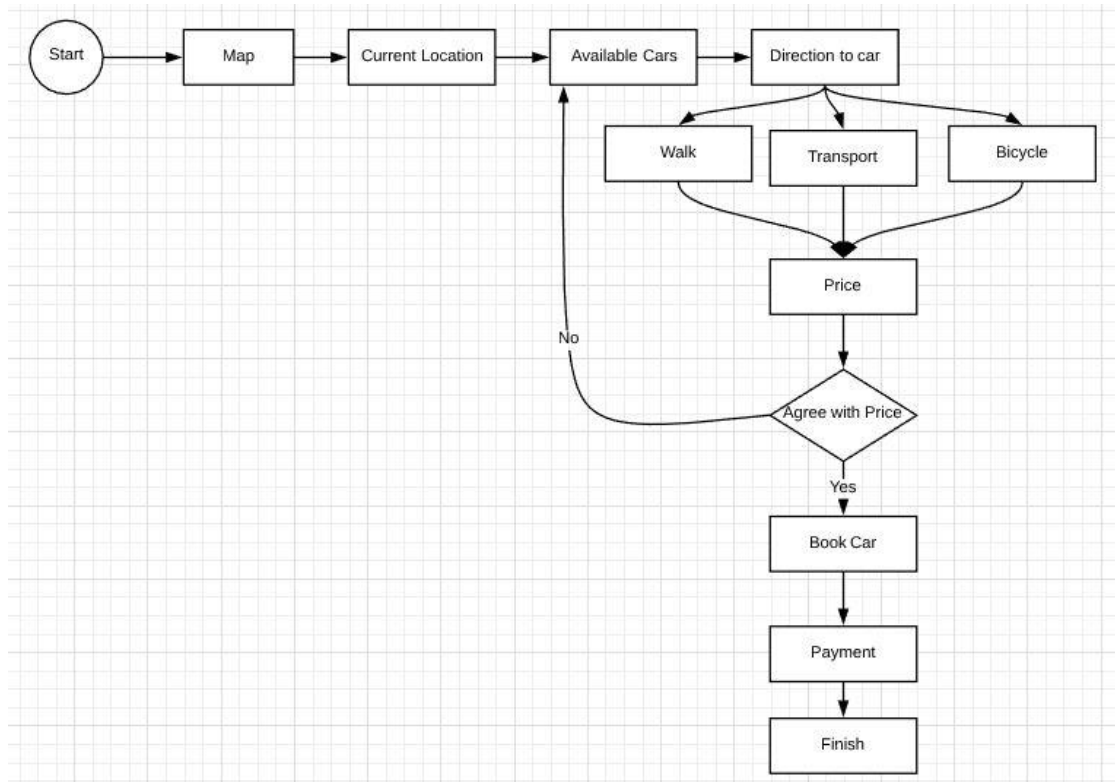 Start
Map
Current Location
Available Cars
Direction to car
Walk
Transport
Bicycle
Price
No
Agree with Price
Yes
Book Car
Payment
Finish